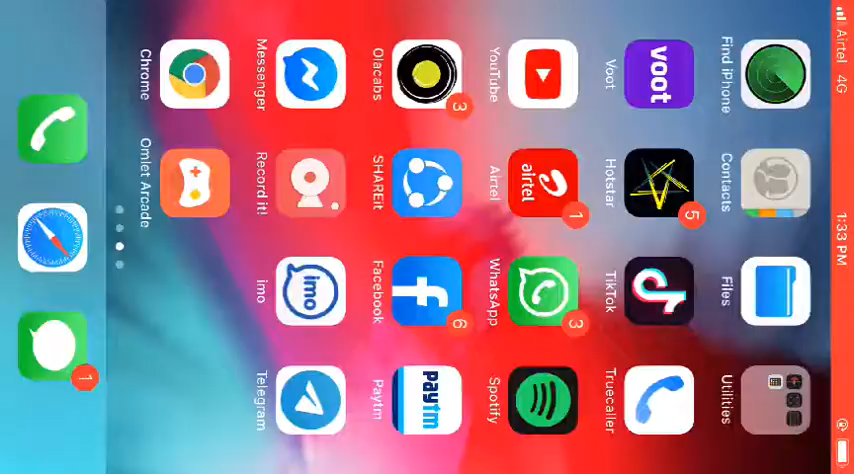 Airtel 4G 1:33 PM
Find iPhone Contacts Files Utilities
voot 5
Voot Hotstar TikTok Truecaller
airtel 1 3
YouTube Airtel WhatsApp Spotify
3 6 Paytm
Olacabs SHAREit Facebook Paytm
imo
Messenger Record it! imo Telegram
Chrome Omlet Arcade
1